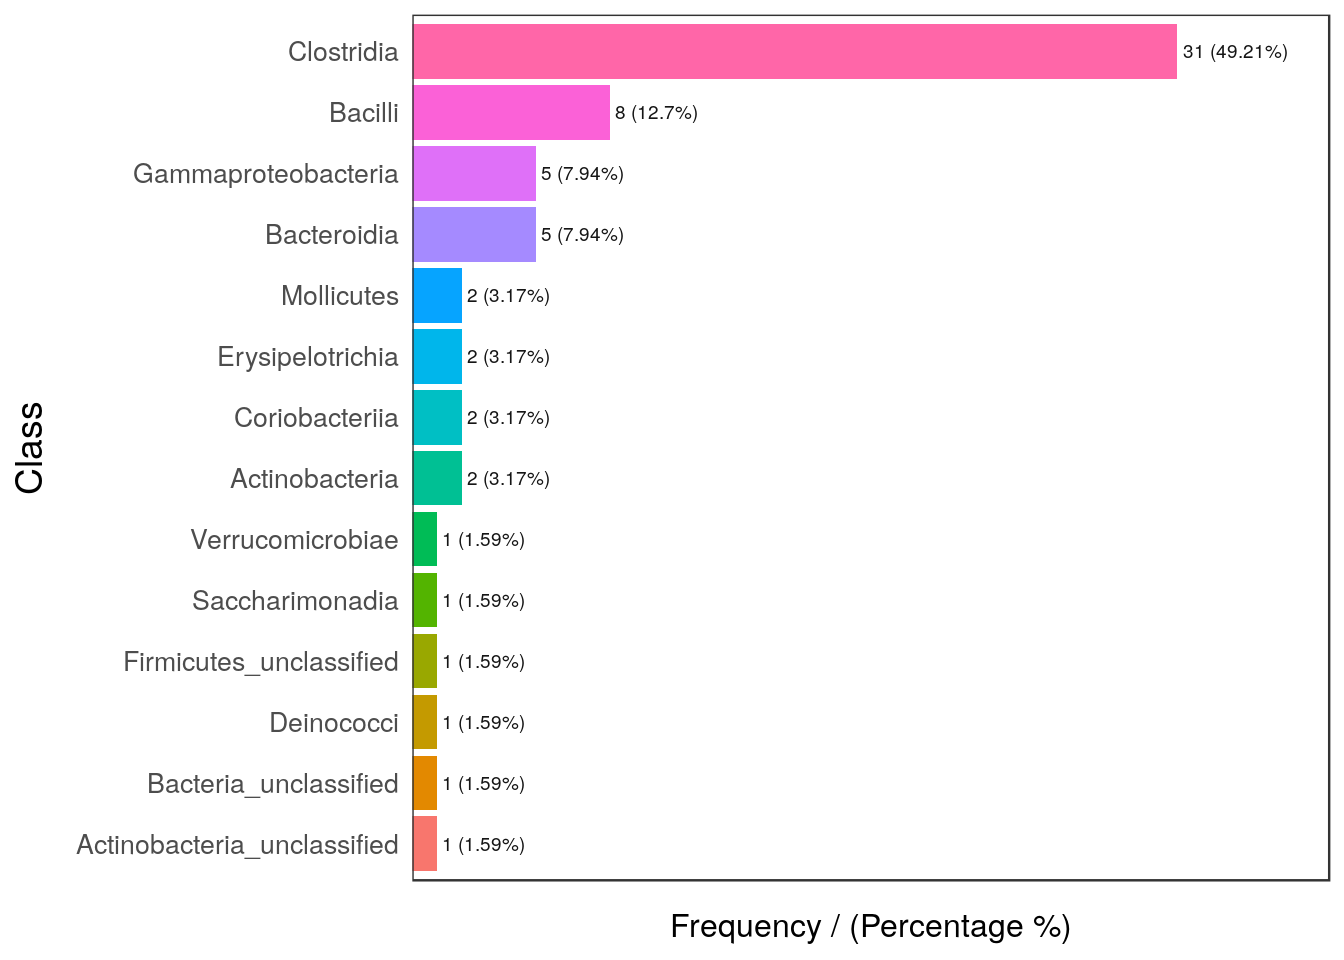 Clostridia 31 (49.21%)
Bacilli 8 (12.7%)
Gammaproteobacteria 5 (7.94%)
Bacteroidia 5 (7.94%)
Mollicutes 2 (3.17%)
Erysipelotrichia 2 (3.17%)
Coriobacteriia 2 (3.17%)
Actinobacteria 2 (3.17%)
Verrucomicrobiae 1 (1.59%)
Saccharimonadia 1 (1.59%)
Firmicutes_unclassified 1 (1.59%)
Deinococci 1 (1.59%)
Bacteria_unclassified 1 (1.59%)
Actinobacteria_unclassified 1 (1.59%)
Class
Frequency / (Percentage %)